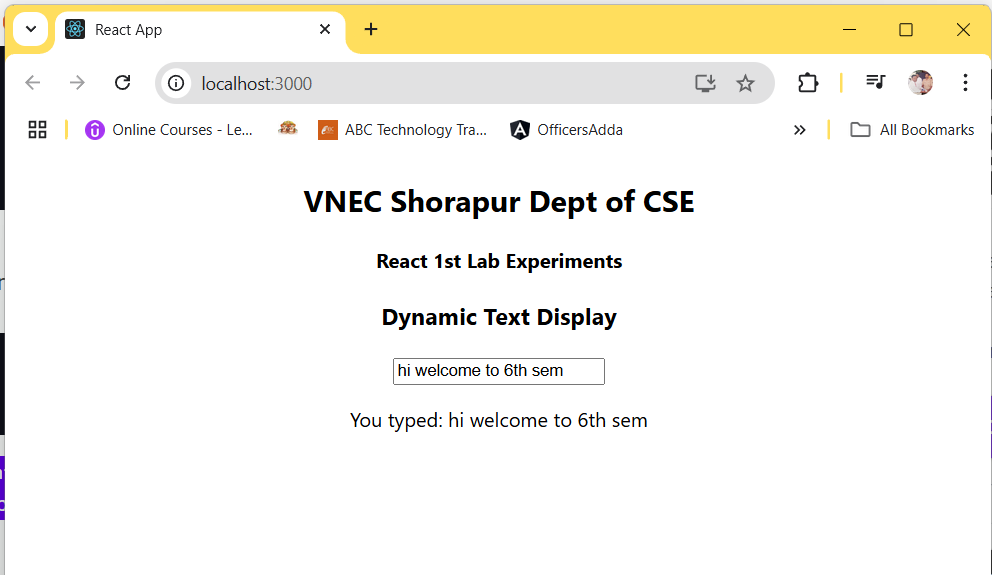 React App
localhost:3000
Online Courses - Le... ABC Technology Tra... OfficersAdda All Bookmarks
VNEC Shorapur Dept of CSE
React 1st Lab Experiments
Dynamic Text Display
hi welcome to 6th sem
You typed: hi welcome to 6th sem